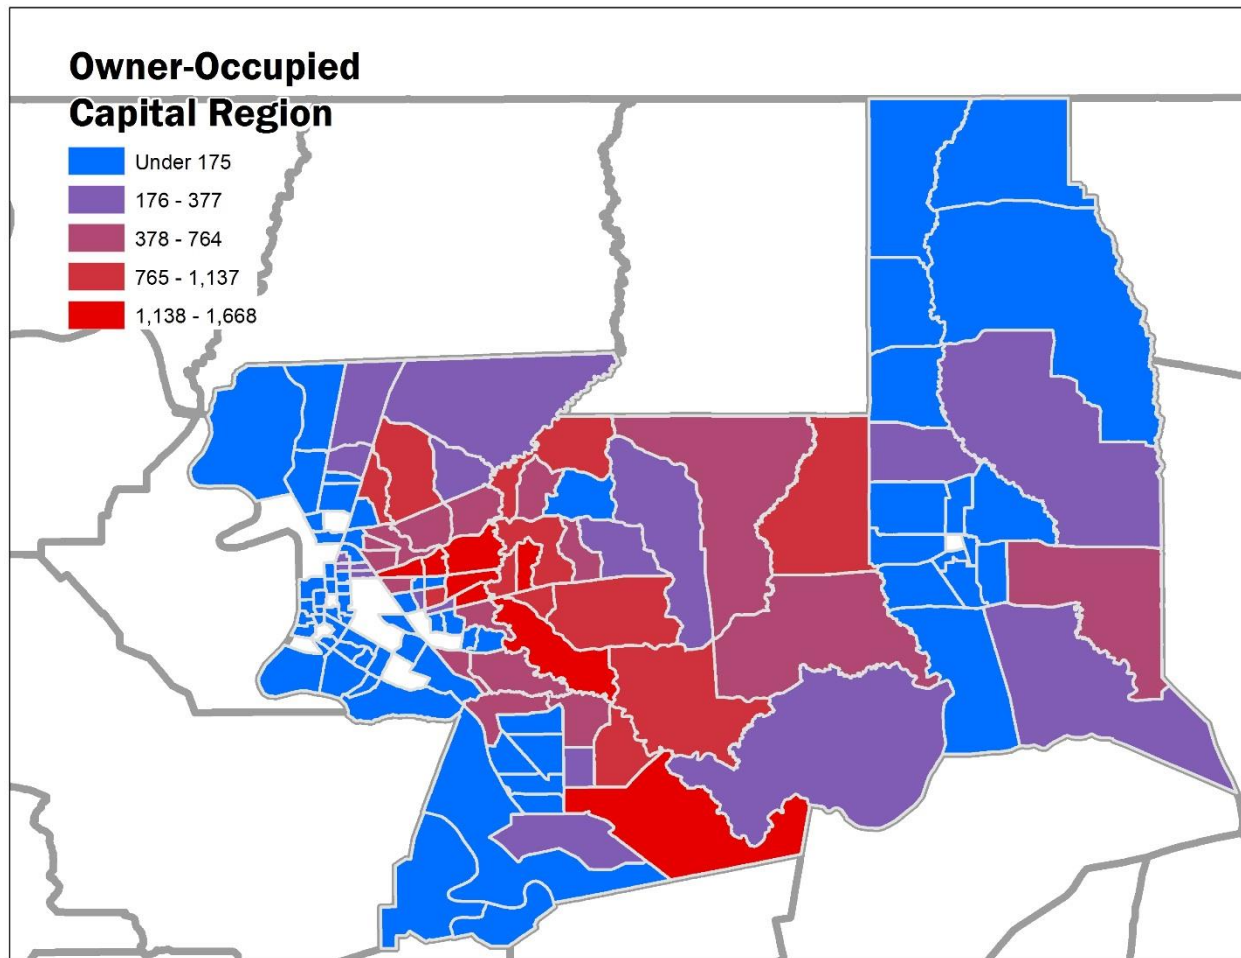 Owner-Occupied
Capital Region
Under 175
176 - 377
378 - 764
765 - 1,137
1,138 - 1,668